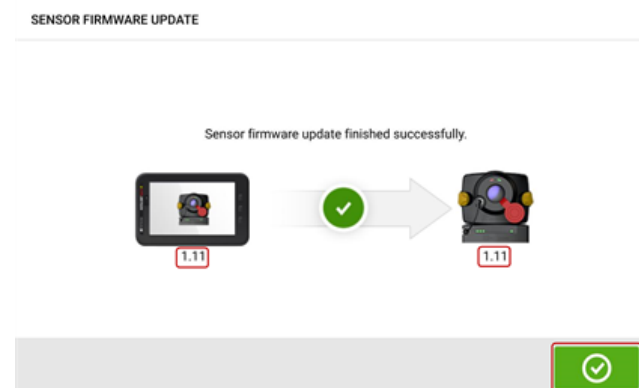 SENSOR FIRMWARE UPDATE
Sensor firmware update finished successfully.
1.11
1.11